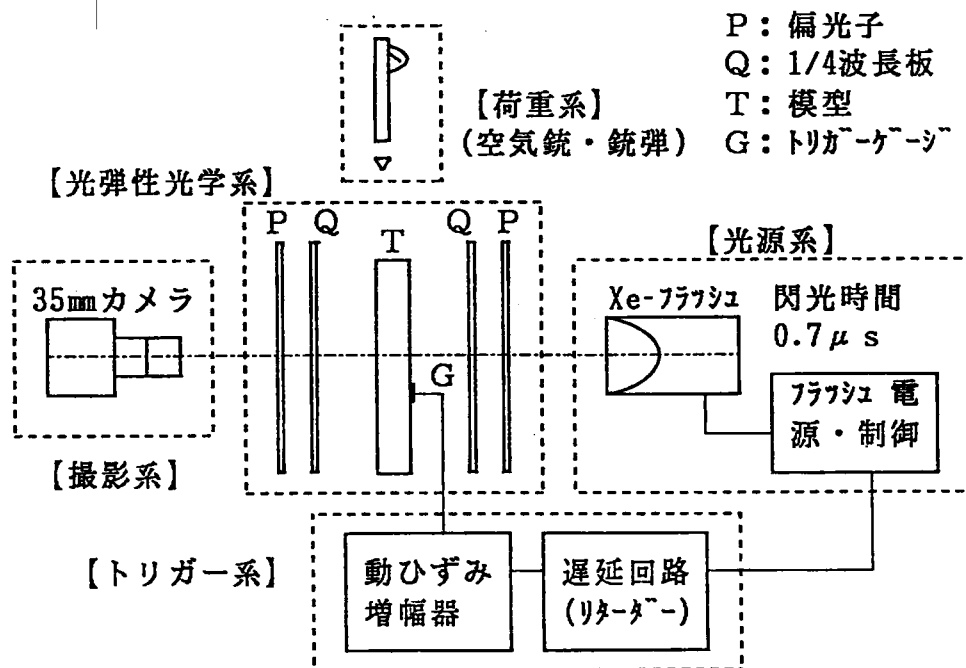 P：偏光子
Q：1/4波長板
T：模型
G：ﾄﾘｶﾞｰｹﾞｰｼﾞ
【荷重系】
(空気銃・銃弾)
【光弾性光学系】
P Q T Q P
【光源系】
35㎜カメラ
Xe-ﾌﾗｯｼｭ
閃光時間
0.7μs
G
ﾌﾗｯｼｭ 電
源・制御
【撮影系】
【トリガー系】
動ひずみ
増幅器
遅延回路
(ﾘﾀｰﾀﾞｰ)